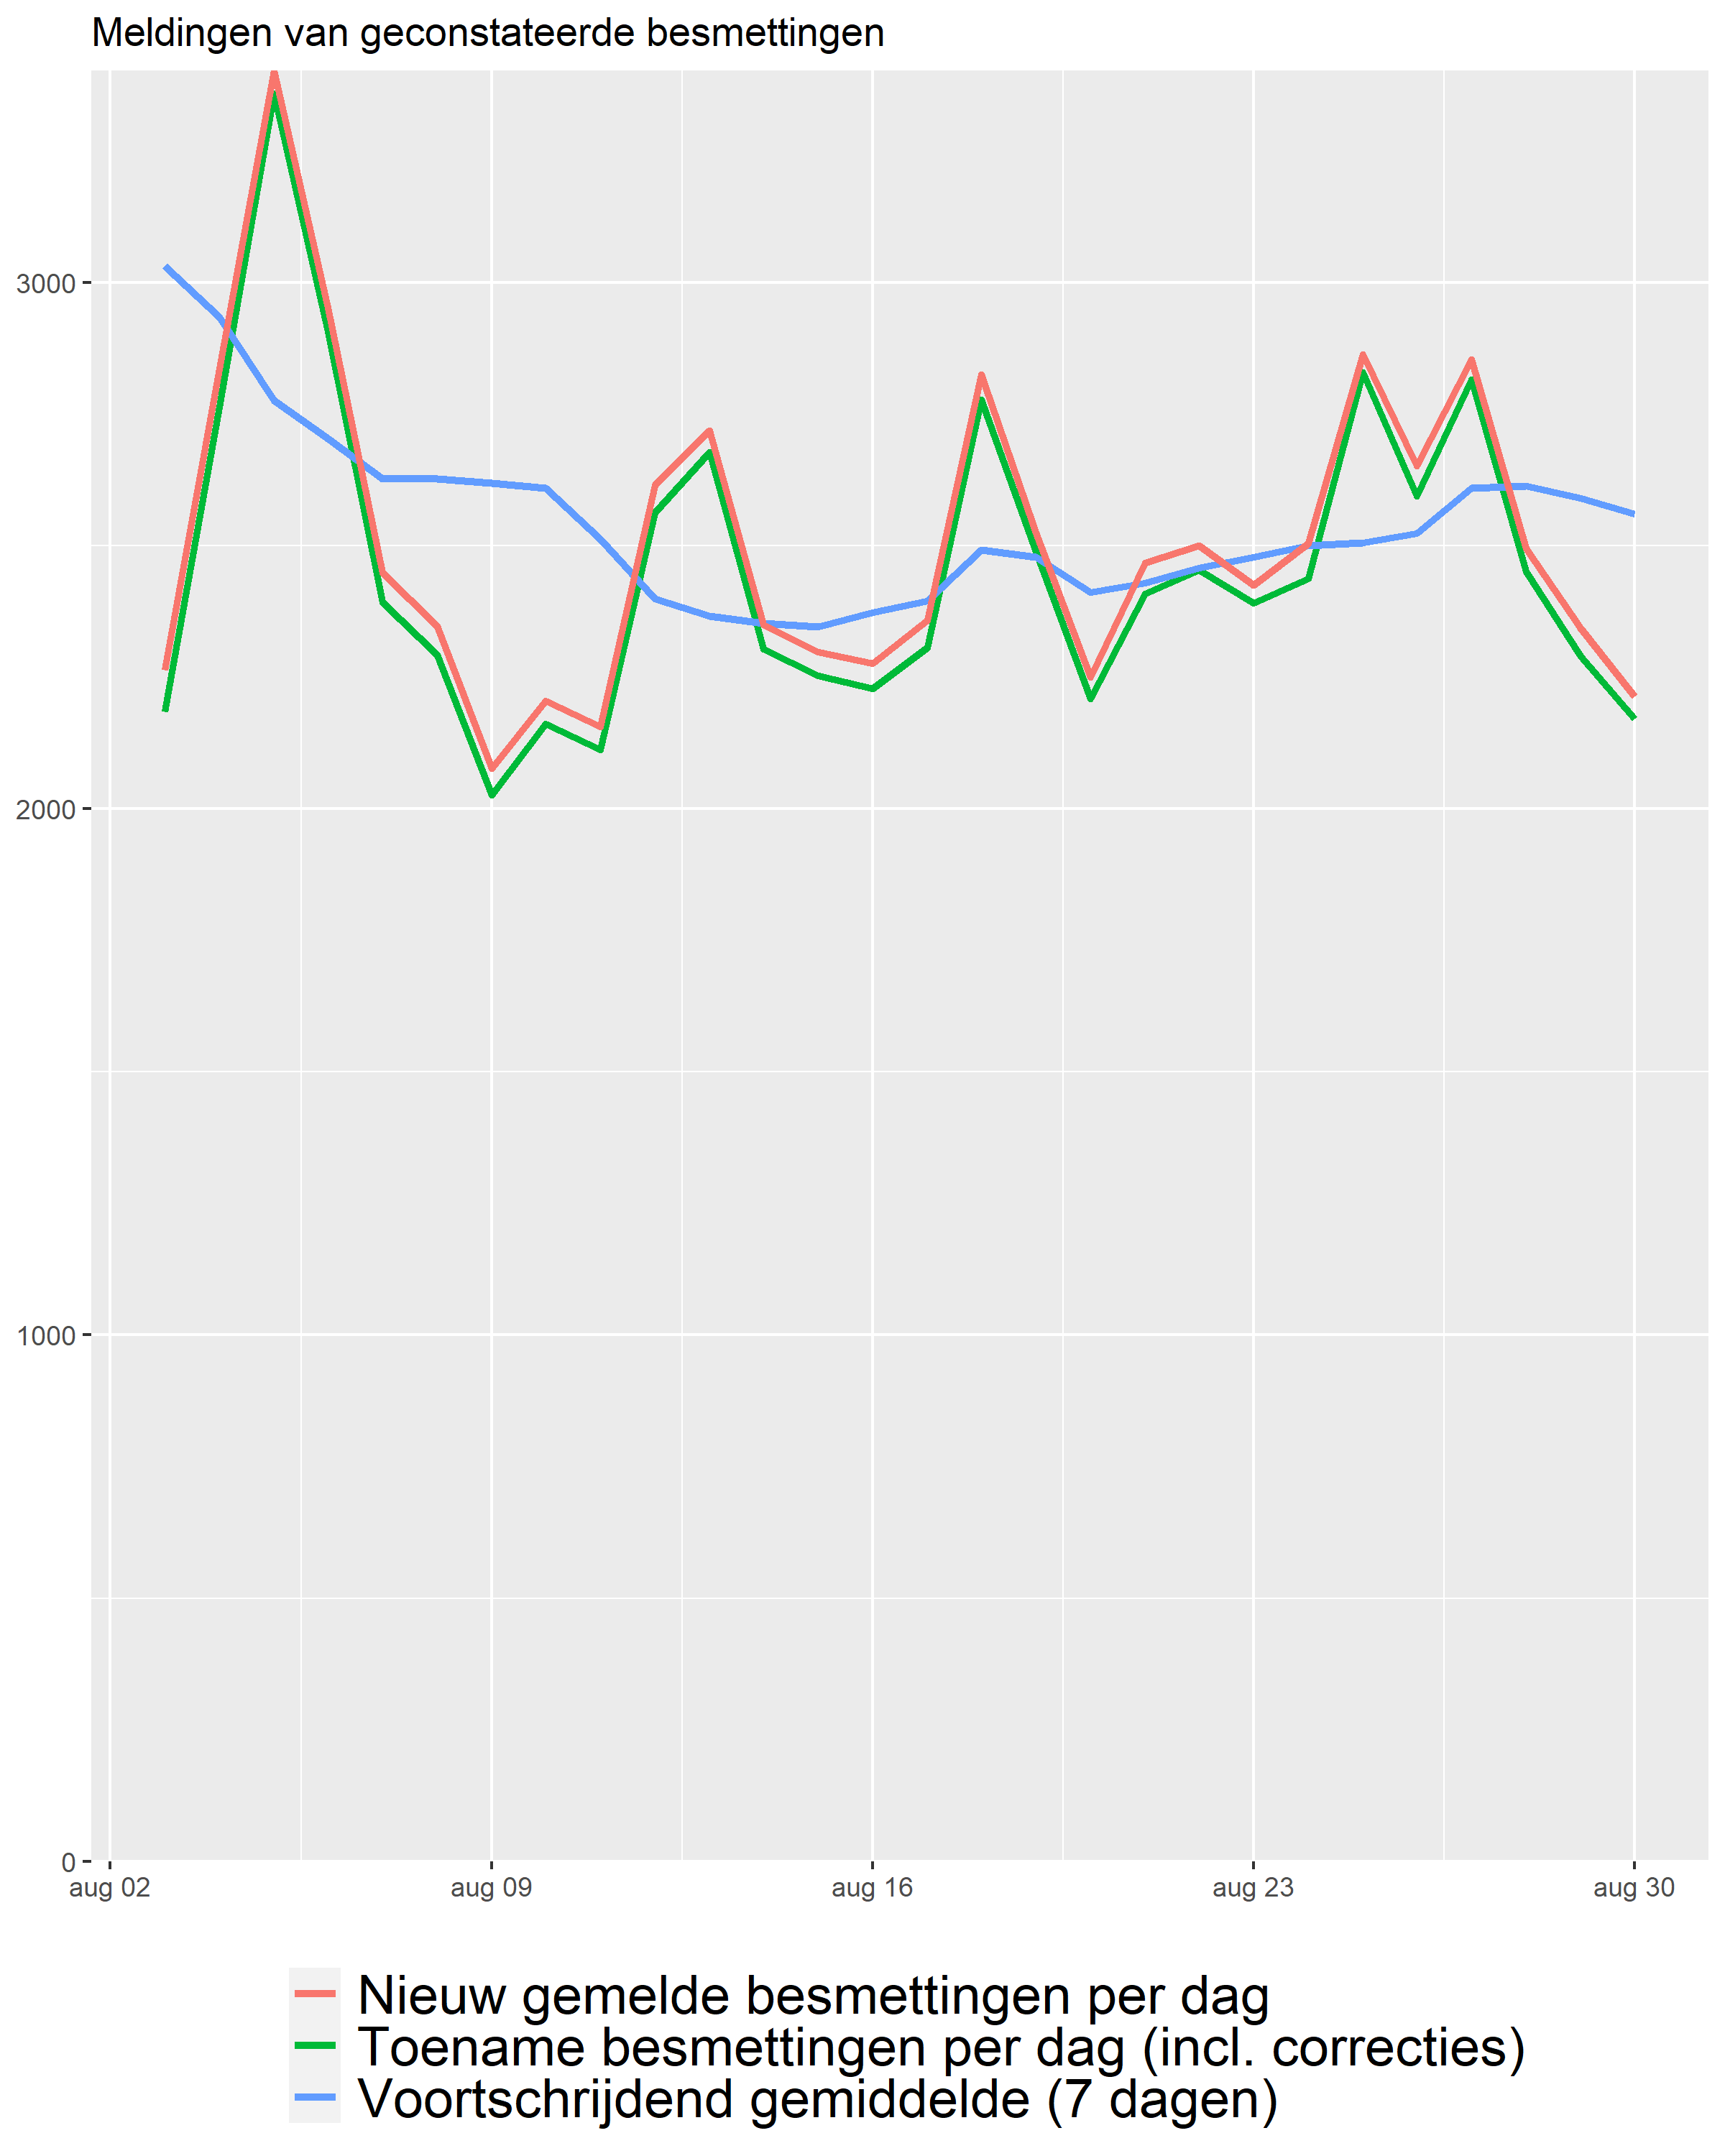 Meldingen van geconstateerde besmettingen
3000
2000
1000
0
aug 02 aug 09 aug 16 aug 23 aug 30
Nieuw gemelde besmettingen per dag
Toename besmettingen per dag (incl. correcties)
Voortschrijdend gemiddelde (7 dagen)